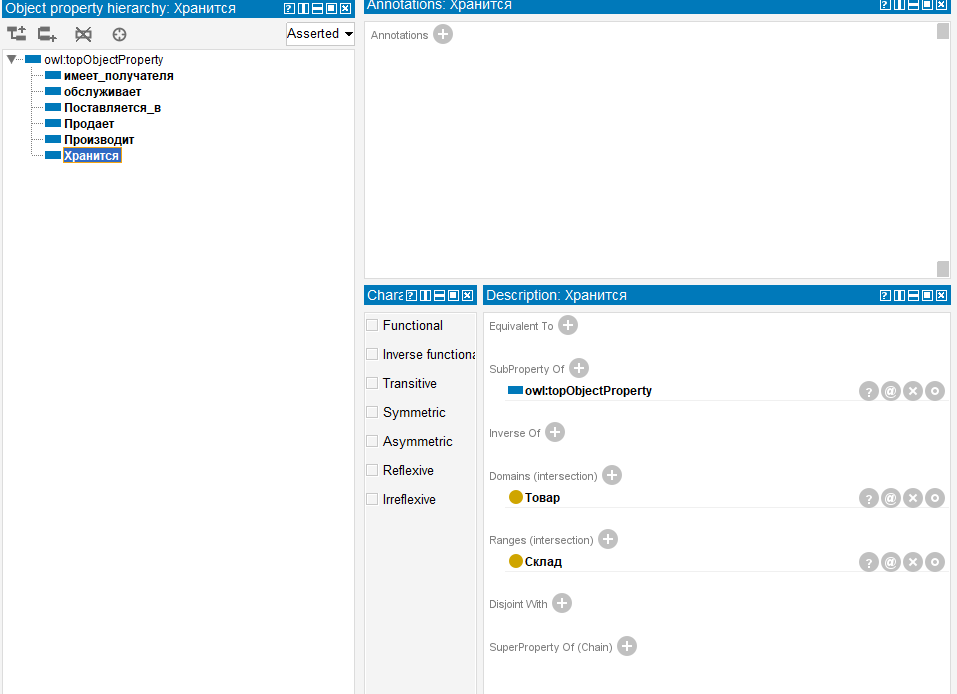 Object property hierarchy: Хранится
Asserted
owl:topObjectProperty
имеет_получателя
обслуживает
Поставляется_в
Продает
Производит
Хранится
Annotations: Хранится
Annotations
Chara
Functional
Inverse functiona
Transitive
Symmetric
Asymmetric
Reflexive
Irreflexive
Description: Хранится
Equivalent To
SubProperty Of
owl:topObjectProperty
Inverse Of
Domains (intersection)
Товар
Ranges (intersection)
Склад
Disjoint With
SuperProperty Of (Chain)